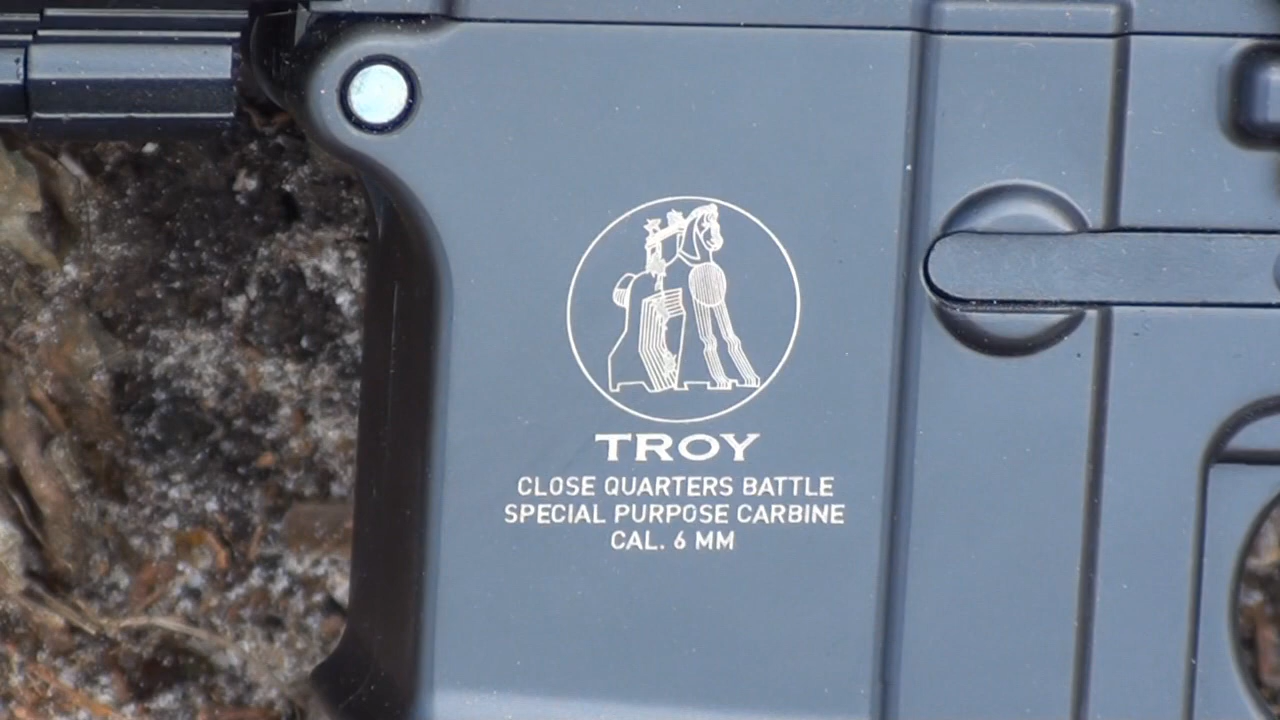 TROY
CLOSE QUARTERS BATTLE
SPECIAL PURPOSE CARBINE
CAL. 6 MM